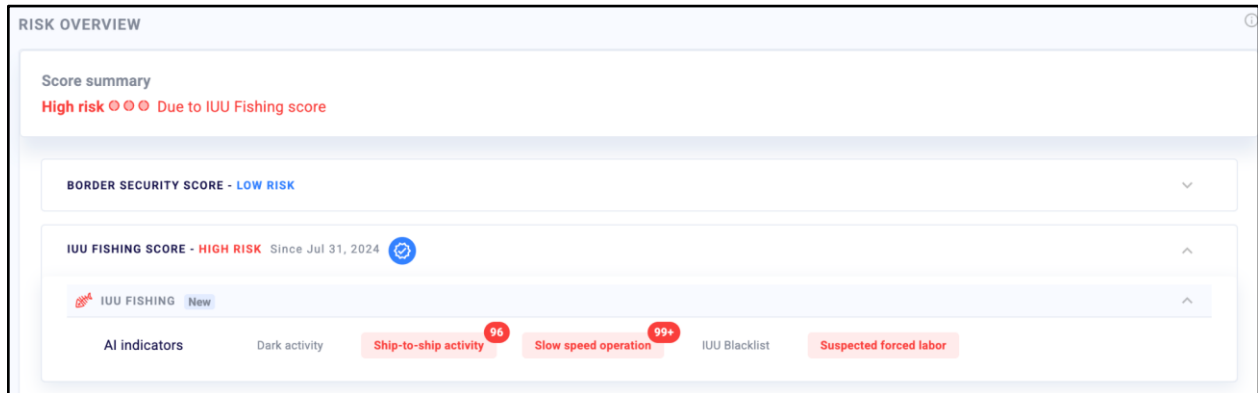 RISK OVERVIEW
Score summary
High risk Due to IUU Fishing score
BORDER SECURITY SCORE - LOW RISK
IUU FISHING SCORE - HIGH RISK Since Jul 31, 2024
IUU FISHING New
AI indicators Dark activity Ship-to-ship activity 96 Slow speed operation 99+ IUU Blacklist Suspected forced labor